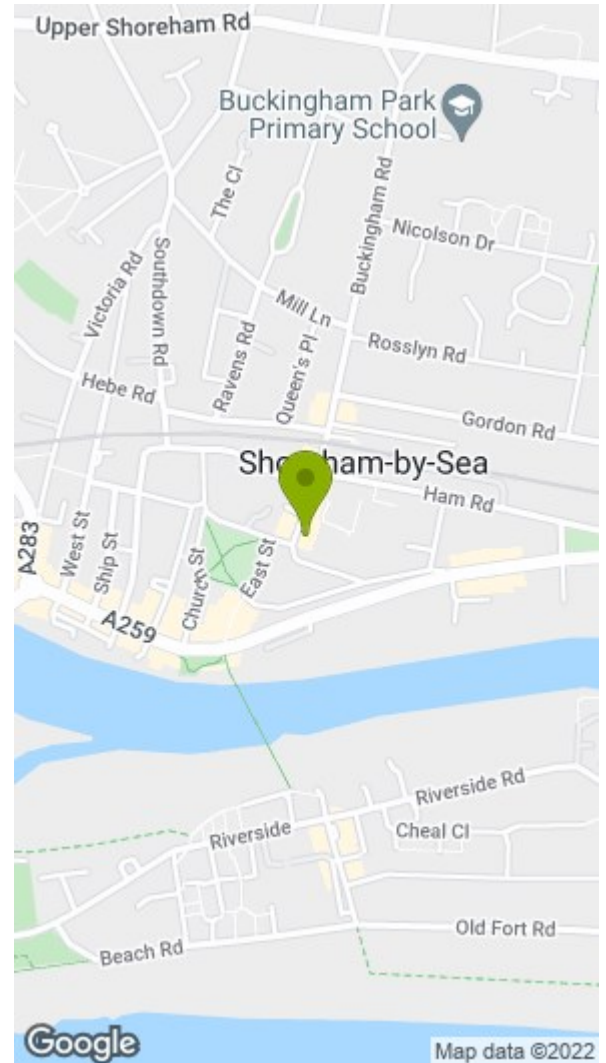 Upper Shoreham Rd
Buckingham Park
Primary School
The Cl
Buckingham Rd
Nicolson Dr
Victoria Rd
Southdown Rd
Mill Ln
Ravens Rd
Queen's Pl
Rosslyn Rd
Hebe Rd
Gordon Rd
Shoreham-by-Sea
Ham Rd
A283
West St
Ship St
Church St
East St
A259
Riverside Rd
Riverside
Cheal Cl
Old Fort Rd
Beach Rd
Google
Map data ©2022